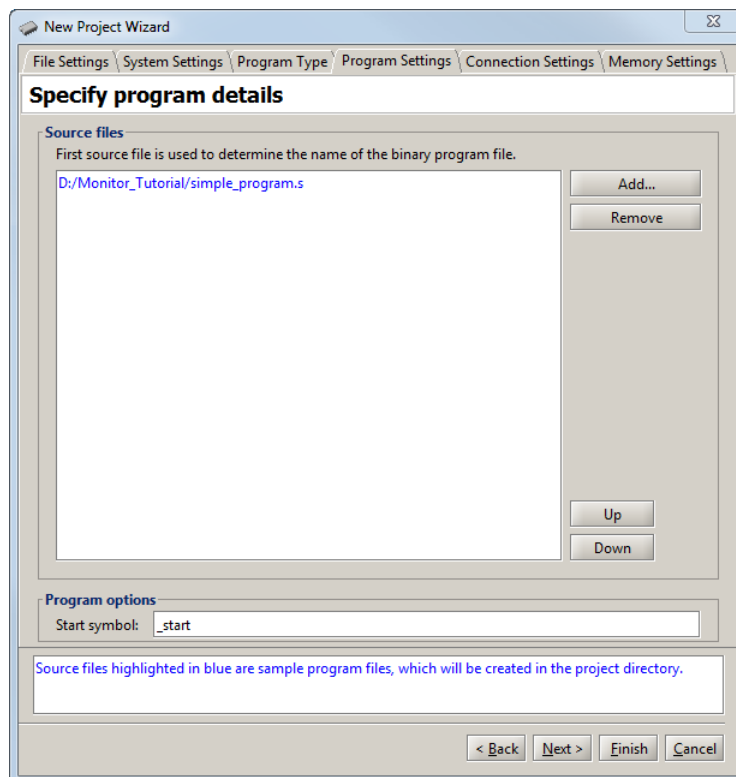 New Project Wizard
File Settings System Settings Program Type Program Settings Connection Settings Memory Settings
Specify program details
Source files
First source file is used to determine the name of the binary program file.
D:/Monitor_Tutorial/simple_program.s
Add...
Remove
Up
Down
Program options
Start symbol: _start
Source files highlighted in blue are sample program files, which will be created in the project directory.
< Back Next > Finish Cancel